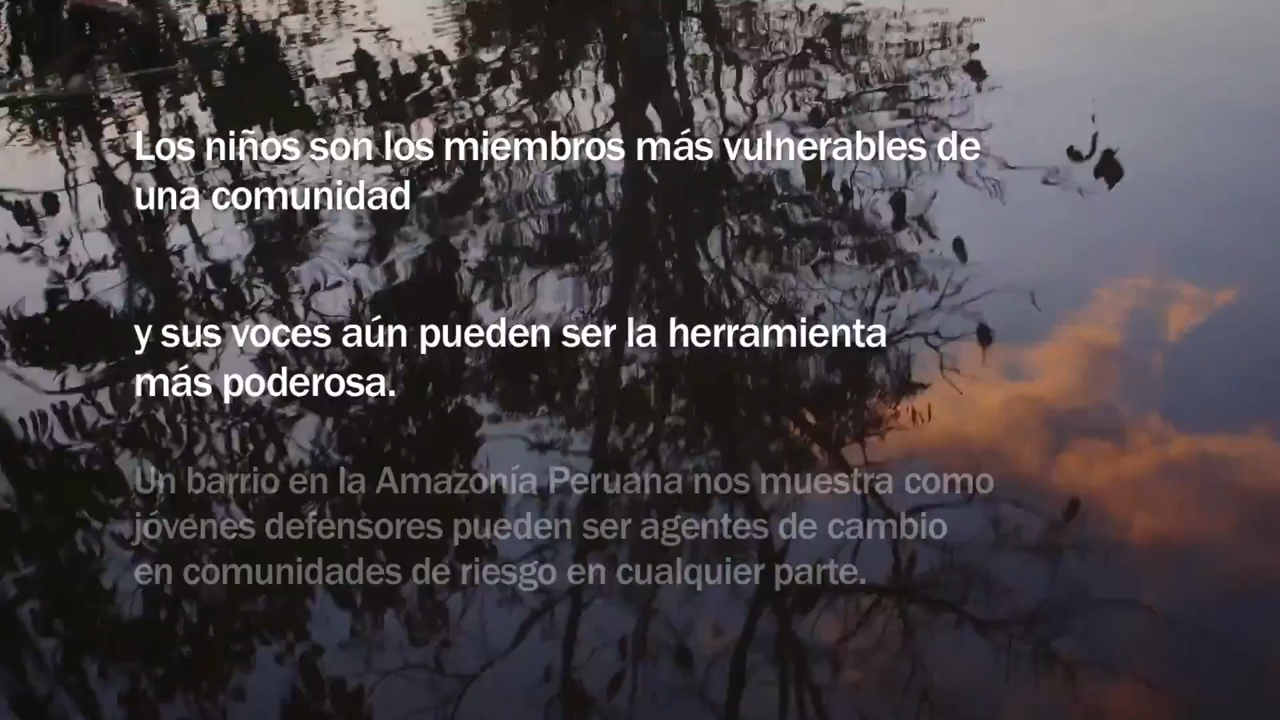 Los niños son los miembros más vulnerables de
una comunidad
y sus voces aún pueden ser la herramienta
más poderosa.
Un barrio en la Amazonía Peruana nos muestra como
jóvenes defensores pueden ser agentes de cambio
en comunidades de riesgo en cualquier parte.